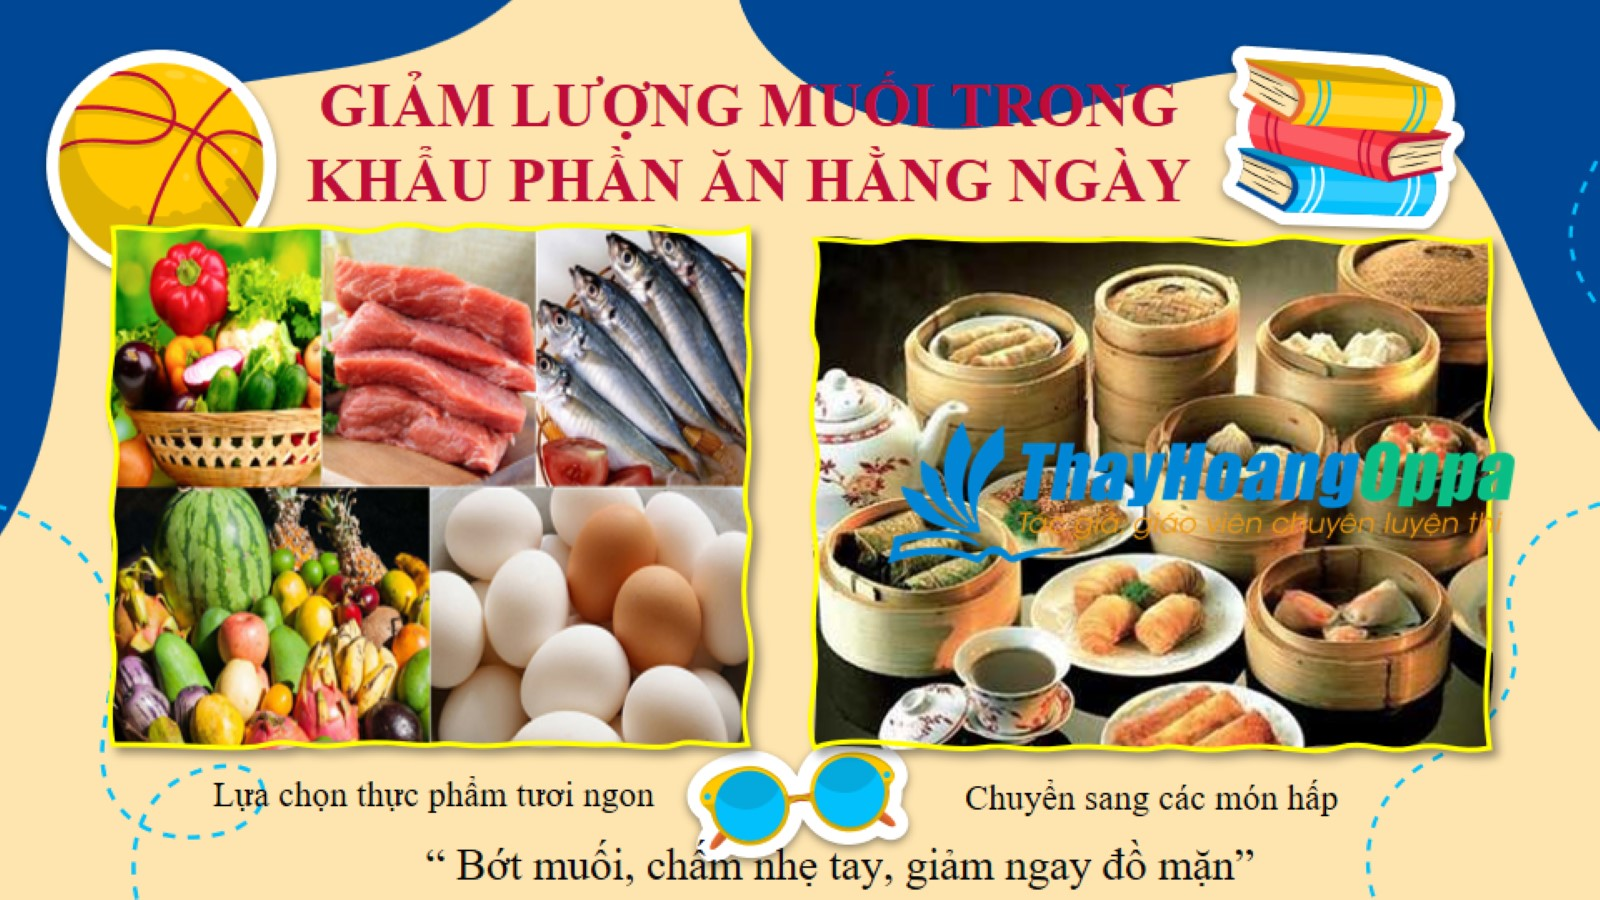 GIẢM LƯỢNG MUỐI TRONG
KHẨU PHẦN ĂN HẰNG NGÀY
ThayHoangOppa
Tác giả, giáo viên chuyên luyện thi
Lựa chọn thực phẩm tươi ngon
Chuyển sang các món hấp
“ Bớt muối, chấm nhẹ tay, giảm ngay đồ mặn”